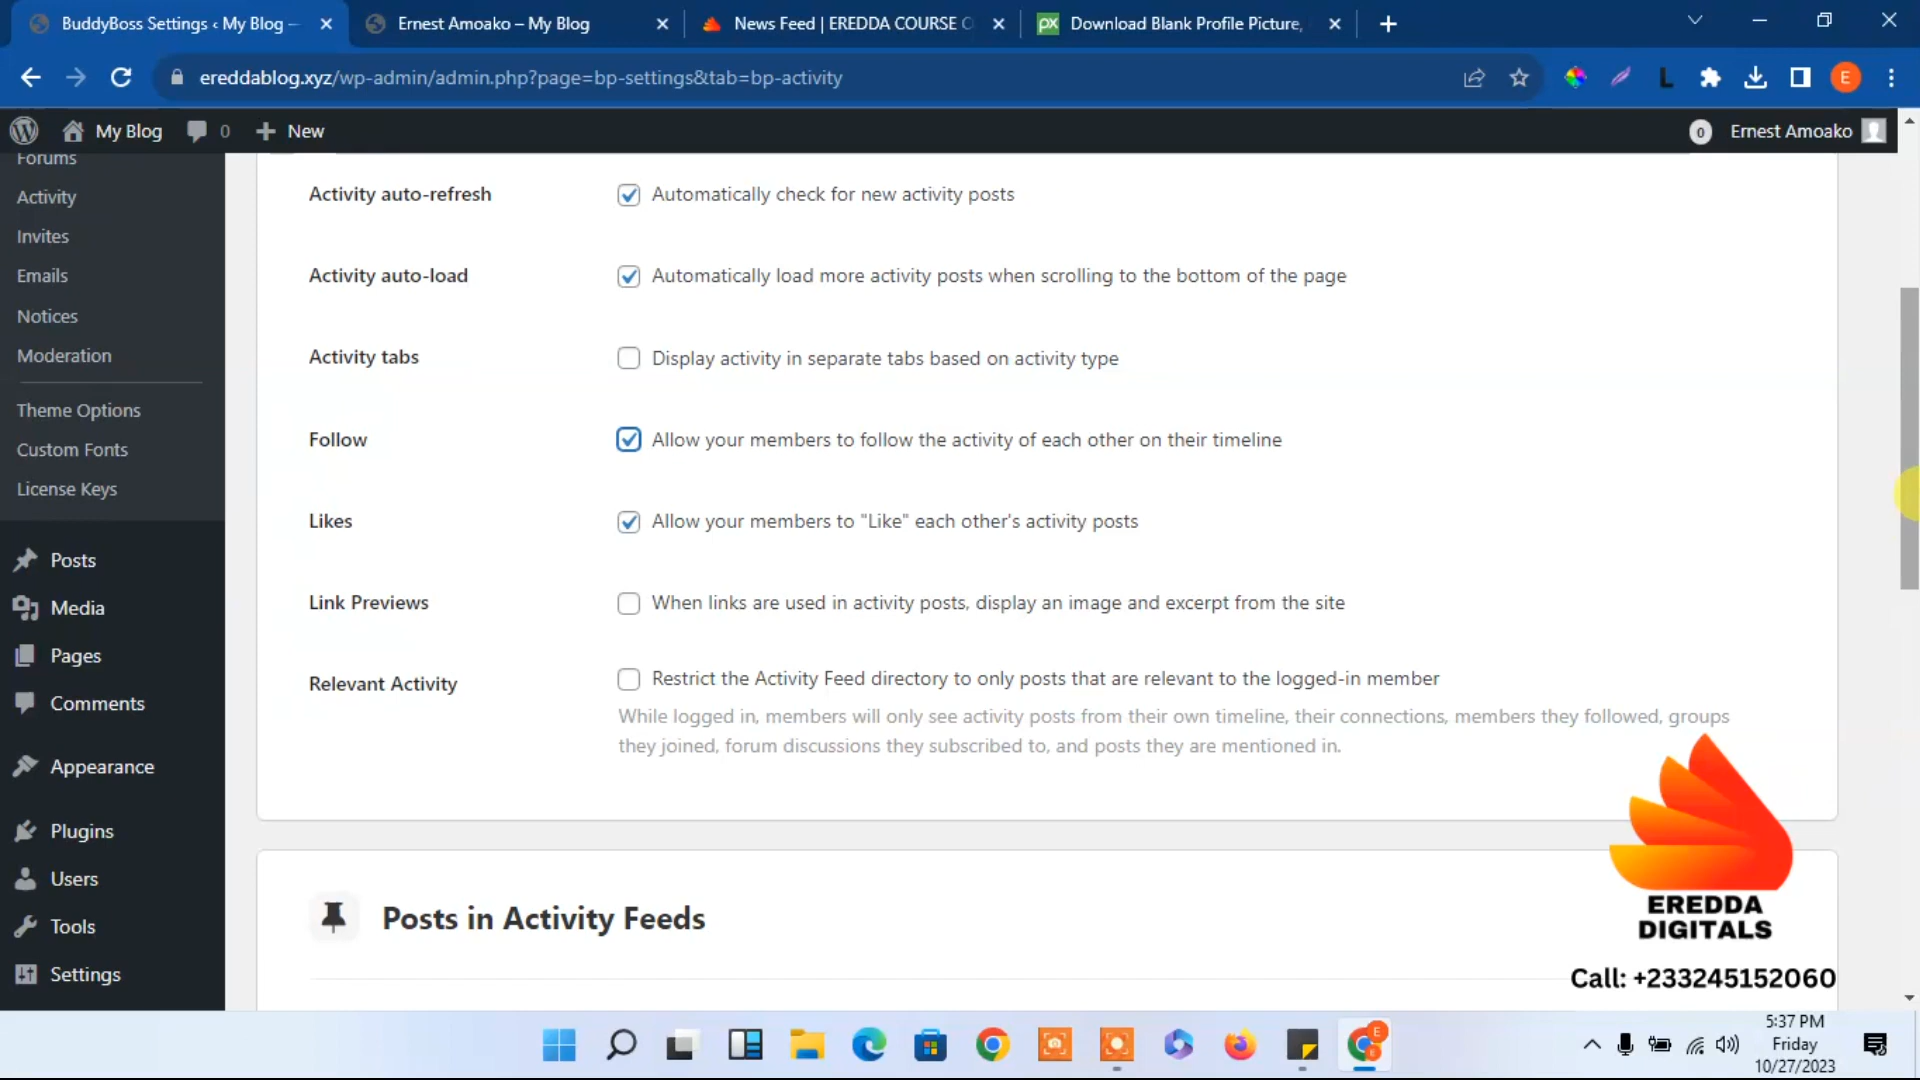 BuddyBoss Settings ‹ My Blog —
Ernest Amoako – My Blog
News Feed | EREDDA COURSE
Download Blank Profile Picture,
ereddablog.xyz/wp-admin/admin.php?page=bp-settings&tab=bp-activity
E
My Blog
0
New
0
Ernest Amoako
Forums
Activity
Invites
Emails
Notices
Moderation
Theme Options
Custom Fonts
License Keys
Posts
Media
Pages
Comments
Appearance
Plugins
Users
Tools
Settings
Activity auto-refresh
Automatically check for new activity posts
Activity auto-load
Automatically load more activity posts when scrolling to the bottom of the page
Activity tabs
Display activity in separate tabs based on activity type
Follow
Allow your members to follow the activity of each other on their timeline
Likes
Allow your members to "Like" each other's activity posts
Link Previews
When links are used in activity posts, display an image and excerpt from the site
Relevant Activity
Restrict the Activity Feed directory to only posts that are relevant to the logged-in member
While logged in, members will only see activity posts from their own timeline, their connections, members they followed, groups
they joined, forum discussions they subscribed to, and posts they are mentioned in.
Posts in Activity Feeds
EREDDA
DIGITALS
Call: +233245152060
5:37 PM
Friday
10/27/2023